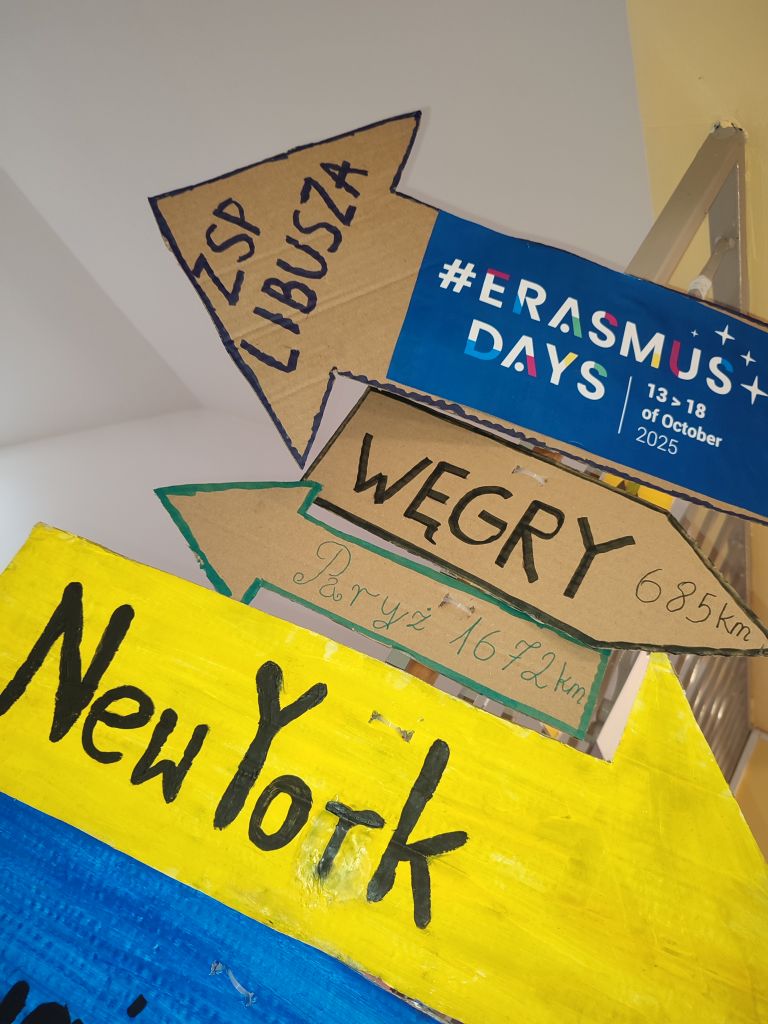 ZSP
LIBUSZA
#ERASMUS
DAYS
13 > 18
of October
2025
WĘGRY 685 km
Paryż 1672 km
New York